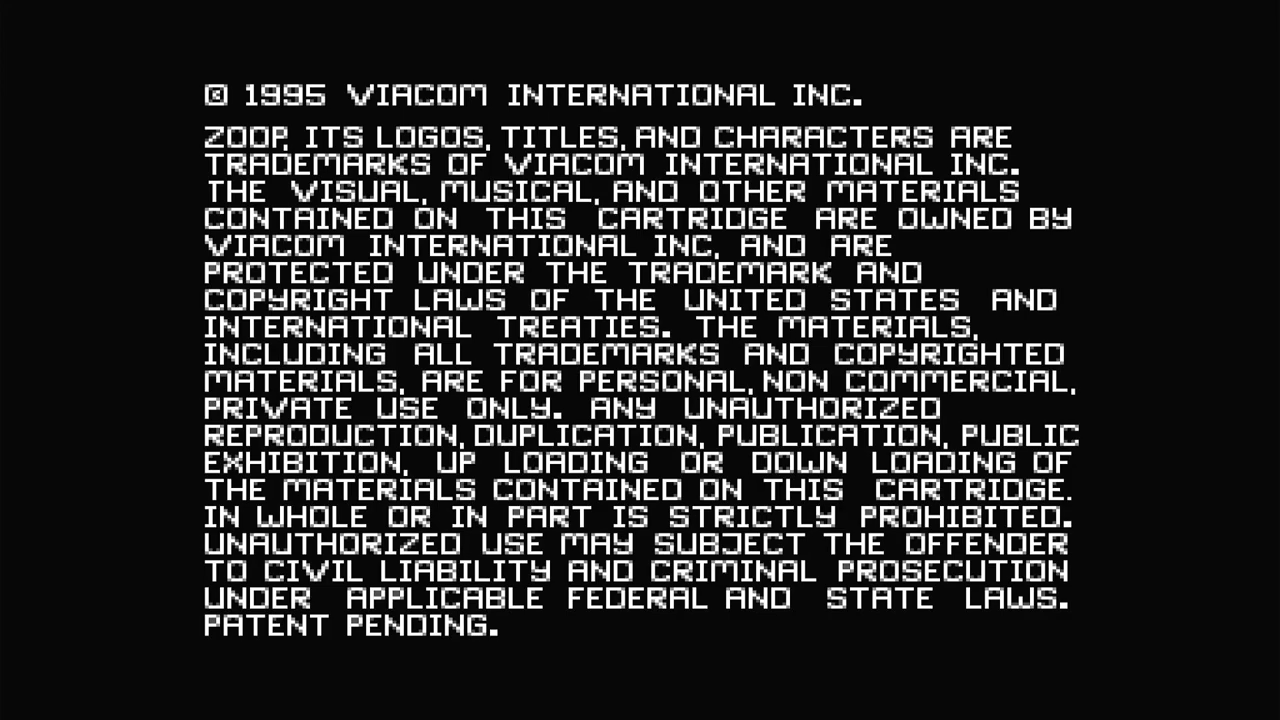 © 1995 VIACOM INTERNATIONAL INC.
ZOOP, ITS LOGOS, TITLES, AND CHARACTERS ARE
TRADEMARKS OF VIACOM INTERNATIONAL INC.
THE VISUAL, MUSICAL, AND OTHER MATERIALS
CONTAINED ON THIS CARTRIDGE ARE OWNED BY
VIACOM INTERNATIONAL INC, AND ARE
PROTECTED UNDER THE TRADEMARK AND
COPYRIGHT LAWS OF THE UNITED STATES AND
INTERNATIONAL TREATIES. THE MATERIALS,
INCLUDING ALL TRADEMARKS AND COPYRIGHTED
MATERIALS, ARE FOR PERSONAL, NON COMMERCIAL,
PRIVATE USE ONLY. ANY UNAUTHORIZED
REPRODUCTION, DUPLICATION, PUBLICATION, PUBLIC
EXHIBITION, UP LOADING OR DOWN LOADING OF
THE MATERIALS CONTAINED ON THIS CARTRIDGE.
IN WHOLE OR IN PART IS STRICTLY PROHIBITED.
UNAUTHORIZED USE MAY SUBJECT THE OFFENDER
TO CIVIL LIABILITY AND CRIMINAL PROSECUTION
UNDER APPLICABLE FEDERAL AND STATE LAWS.
PATENT PENDING.